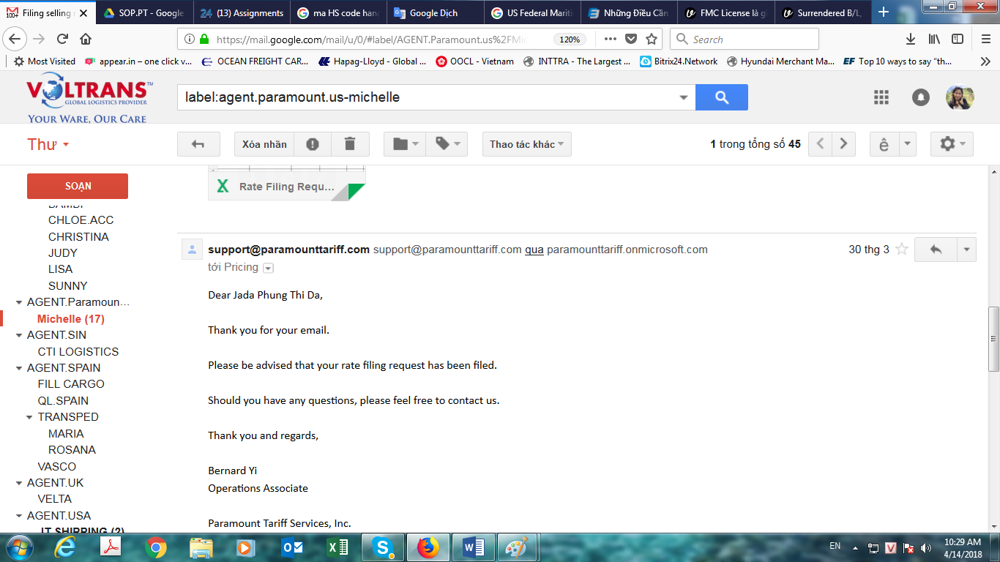 Filing selling r
SOP.PT - Google
(13) Assignments
ma HS code hang
Google Dịch
US Federal Mariti
Những Điều Cần
FMC License là gì
Surrendered B/L,
https://mail.google.com/mail/u/0/#label/AGENT.Paramount.us%2FMic
120%
Search
Most Visited
appear.in – one click v...
OCEAN FREIGHT CAR...
Hapag-Lloyd - Global ...
OOCL - Vietnam
INTTRA - The Largest ...
Bitrix24.Network
Hyundai Merchant Ma...
EF Top 10 ways to say "th...
VOLTRANS™
GLOBAL LOGISTICS PROVIDER
YOUR WARE, OUR CARE
label:agent.paramount.us-michelle
Thư
Xóa nhãn
Thao tác khác
1 trong tổng số 45
ê
SOẠN
BAMBI
CHLOE.ACC
CHRISTINA
JUDY
LISA
SUNNY
AGENT.Paramoun...
Michelle (17)
AGENT.SIN
CTI LOGISTICS
AGENT.SPAIN
FILL CARGO
QL.SPAIN
TRANSPED
MARIA
ROSANA
VASCO
AGENT.UK
VELTA
AGENT.USA
JT SHIPPING (2)
Rate Filing Requ...
support@paramounttariff.com support@paramounttariff.com qua paramounttariff.onmicrosoft.com
30 thg 3
tới Pricing
Dear Jada Phung Thi Da,
Thank you for your email.
Please be advised that your rate filing request has been filed.
Should you have any questions, please feel free to contact us.
Thank you and regards,
Bernard Yi
Operations Associate
Paramount Tariff Services, Inc.
EN
10:29 AM
4/14/2018